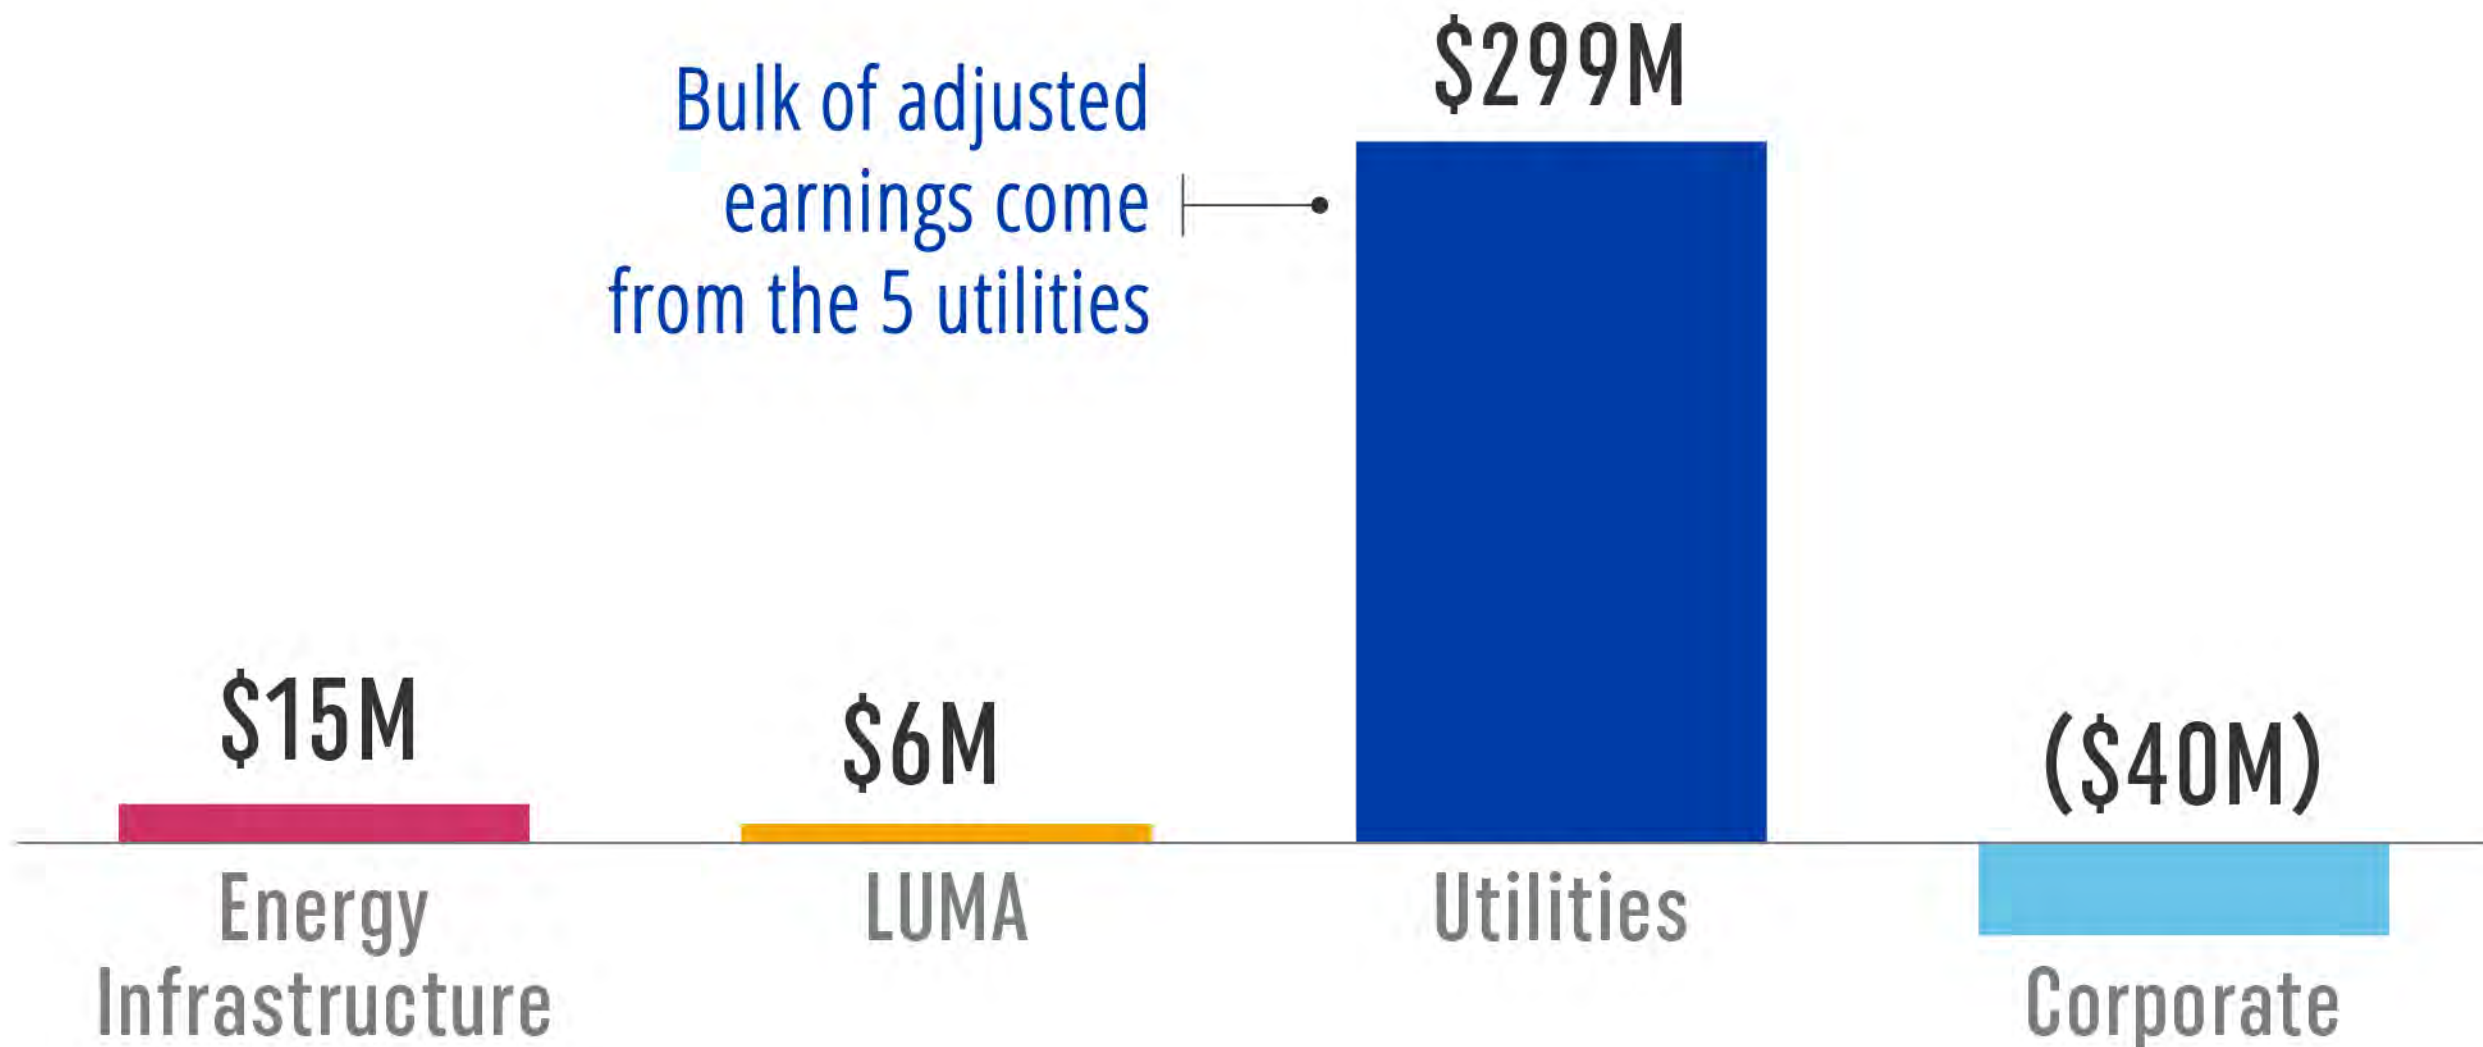 Bulk of adjusted
earnings come
from the 5 utilities
$299M
$15M
$6M
($40M)
Energy
Infrastructure
LUMA
Utilities
Corporate